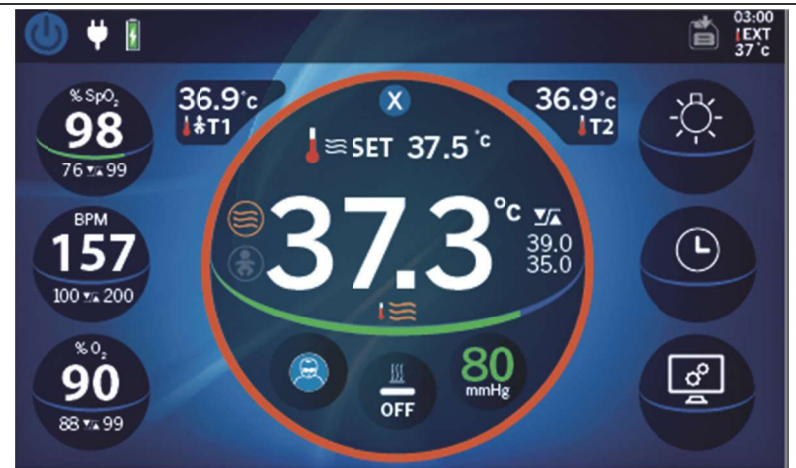 03:00
EXT
37 °c
% SpO₂
98
76 99
36.9°c
T1
X
36.9°c
T2
SET 37.5 °c
BPM
157
100 200
37.3 °c
39.0
35.0
% O₂
90
88 99
OFF
80
mmHg